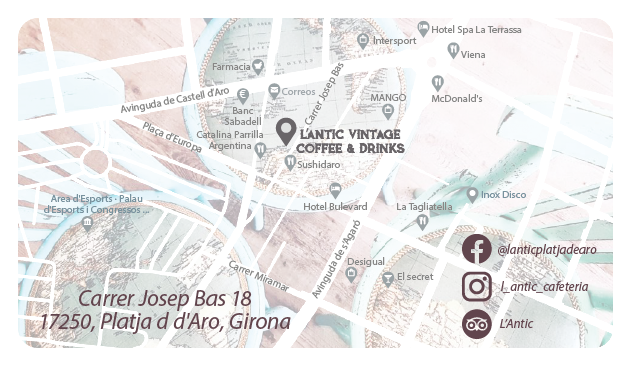 Hotel Spa La Terrassa
Intersport
Viena
Farmacia
Correos
Carrer Josep Bas
McDonald's
Avinguda de Castell d'Aro
Banc
Sabadell
MANGO
Plaça d'Europa
Catalina Parrilla
Argentina
L'ANTIC VINTAGE
COFFEE & DRINKS
Sushidaro
Àrea d'Esports - Palau
d'Esports i Congressos ...
Hotel Bulevard
La Tagliatella
Inox Disco
Avinguda de s'Agaró
Carrer Miramar
Desigual
El secret
@lanticplatjadearo
l_antic_cafeteria
L'Antic
Carrer Josep Bas 18
17250, Platja d d'Aro, Girona